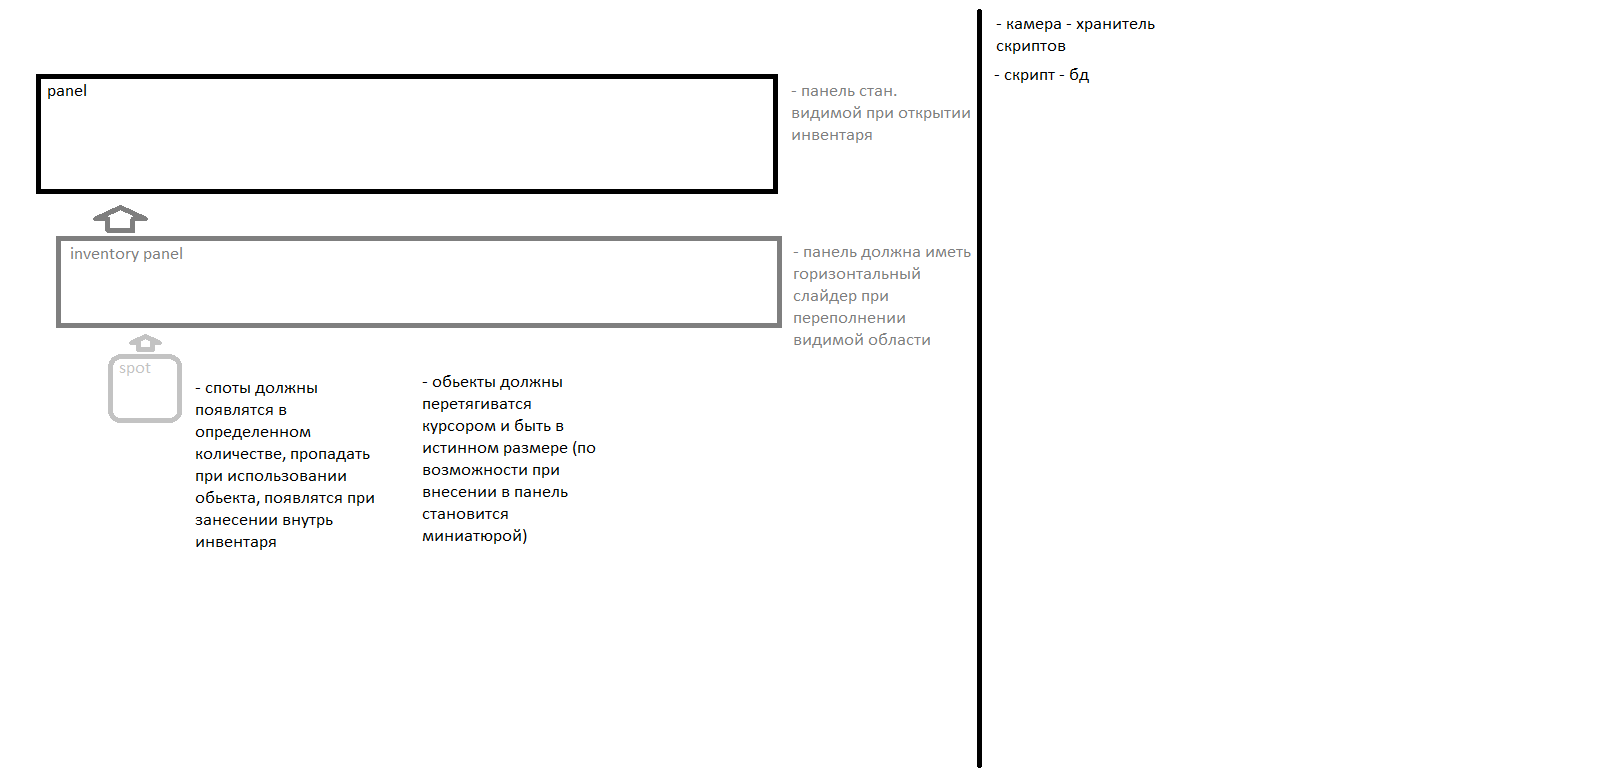 panel
- панель стан.
видимой при открытии
инвентаря
inventory panel
- панель должна иметь
горизонтальный
слайдер при
переполнении
видимой области
spot
- споты должны
появлятся в
определенном
количестве, пропадать
при использовании
обьекта, появлятся при
занесении внутрь
инвентаря
- обьекты должны
перетягиватся
курсором и быть в
истинном размере (по
возможности при
внесении в панель
становится
миниатюрой)
- камера - хранитель
скриптов
- скрипт - бд